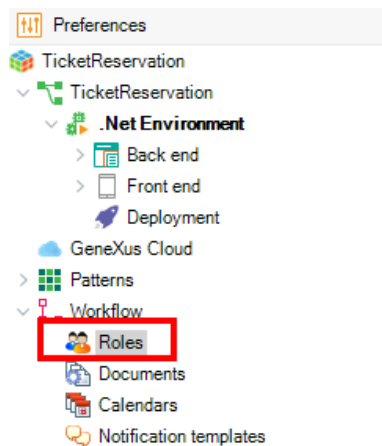 Preferences
TicketReservation
TicketReservation
.Net Environment
Back end
Front end
Deployment
GeneXus Cloud
Patterns
Workflow
Roles
Documents
Calendars
Notification templates